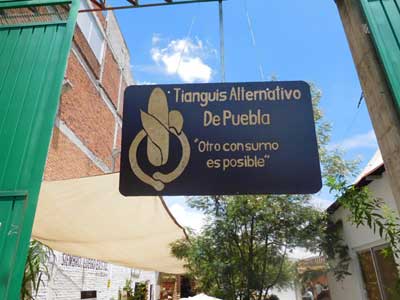 Tianguis Alternativo
De Puebla
"Otro consumo
es posible"